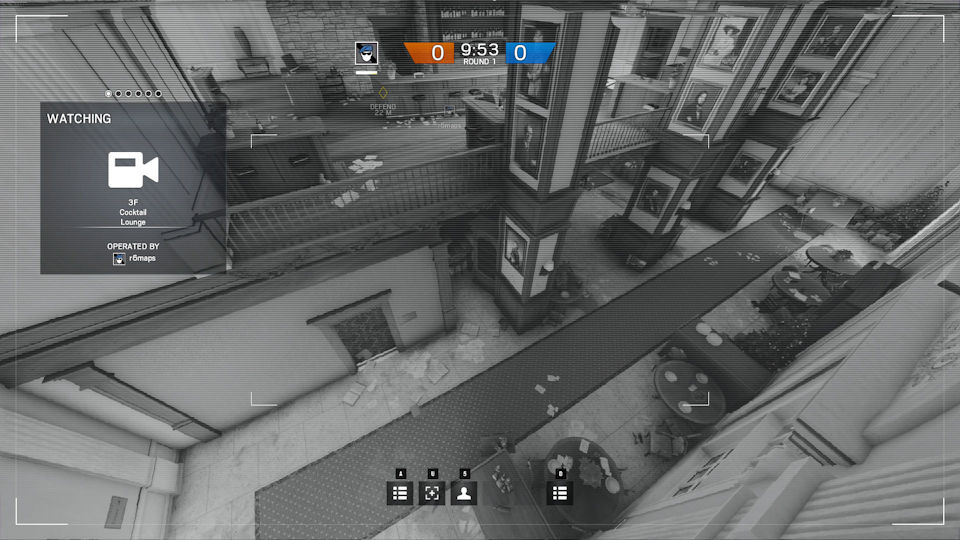 0 9:53 0
ROUND 1
WATCHING
3F
Cocktail
Lounge
OPERATED BY
r6maps
DEFEND
22 M
r6maps
A
S